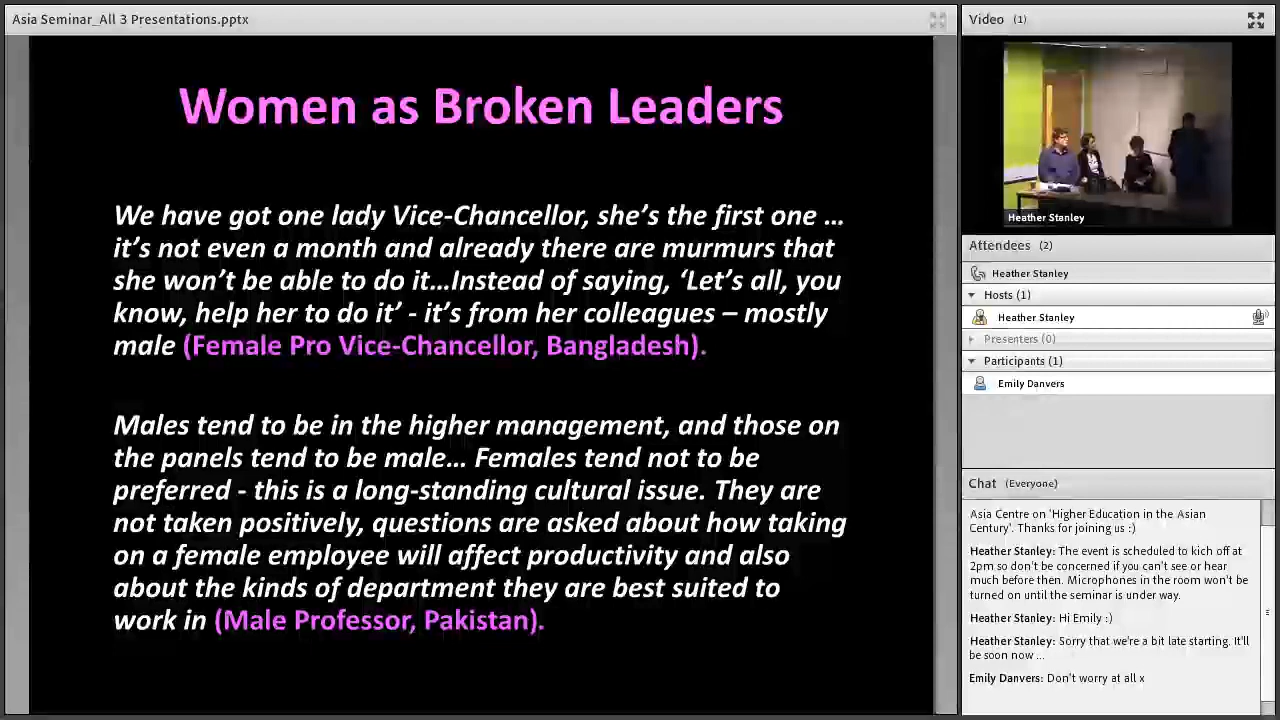 Asia Seminar_All 3 Presentations.pptx
Women as Broken Leaders
We have got one lady Vice-Chancellor, she's the first one …
it's not even a month and already there are murmurs that
she won't be able to do it…Instead of saying, 'Let's all, you
know, help her to do it' - it's from her colleagues – mostly
male (Female Pro Vice-Chancellor, Bangladesh).
Males tend to be in the higher management, and those on
the panels tend to be male… Females tend not to be
preferred - this is a long-standing cultural issue. They are
not taken positively, questions are asked about how taking
on a female employee will affect productivity and also
about the kinds of department they are best suited to
work in (Male Professor, Pakistan).
Video (1)
Heather Stanley
Attendees (2)
Heather Stanley
Hosts (1)
Heather Stanley
Presenters (0)
Participants (1)
Emily Danvers
Chat (Everyone)
Asia Centre on 'Higher Education in the Asian
Century'. Thanks for joining us :)
Heather Stanley: The event is scheduled to kick off at
2pm so don't be concerned if you can't see or hear
much before then. Microphones in the room won't be
turned on until the seminar is under way.
Heather Stanley: Hi Emily :)
Heather Stanley: Sorry that we're a bit late starting. It'll
be soon now ...
Emily Danvers: Don't worry at all x